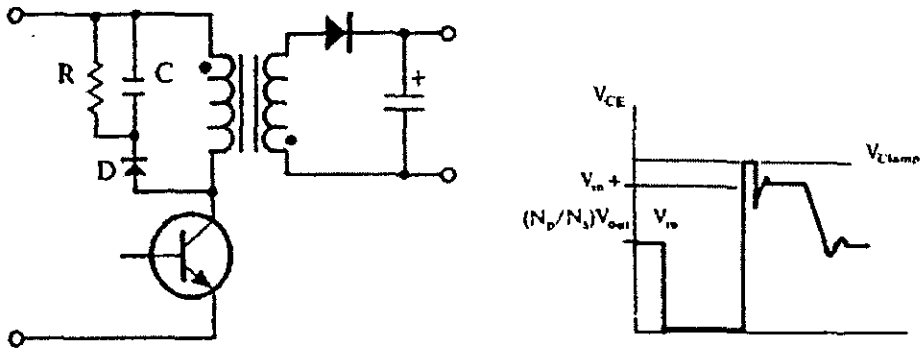 R
C
D
+
V_CE
V_Clamp
V_in +
(N_p/N_s)V_out
V_in